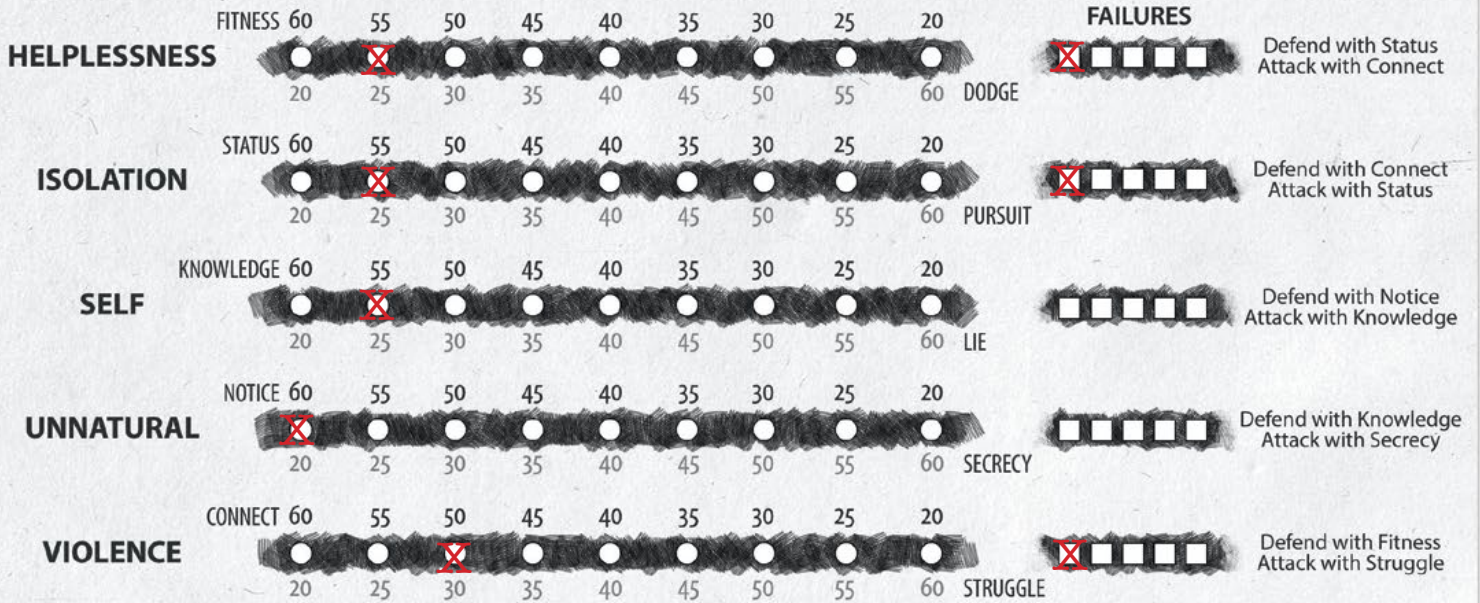 FITNESS 60 55 50 45 40 35 30 25 20 FAILURES
HELPLESSNESS Defend with Status
Attack with Connect
20 25 30 35 40 45 50 55 60 DODGE
STATUS 60 55 50 45 40 35 30 25 20
ISOLATION Defend with Connect
Attack with Status
20 25 30 35 40 45 50 55 60 PURSUIT
KNOWLEDGE 60 55 50 45 40 35 30 25 20
SELF Defend with Notice
Attack with Knowledge
20 25 30 35 40 45 50 55 60 LIE
NOTICE 60 55 50 45 40 35 30 25 20
UNNATURAL Defend with Knowledge
Attack with Secrecy
20 25 30 35 40 45 50 55 60 SECRECY
CONNECT 60 55 50 45 40 35 30 25 20
VIOLENCE Defend with Fitness
Attack with Struggle
20 25 30 35 40 45 50 55 60 STRUGGLE